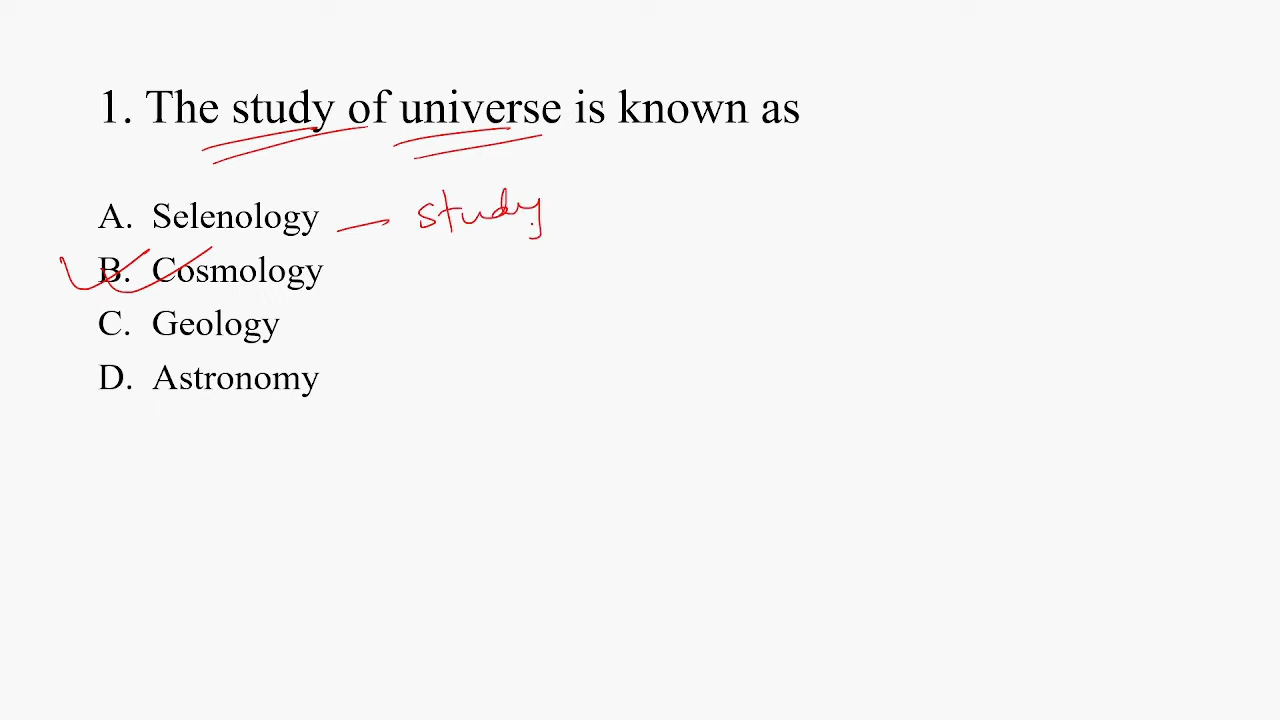 1. The study of universe is known as
A. Selenology — study
B. Cosmology
C. Geology
D. Astronomy